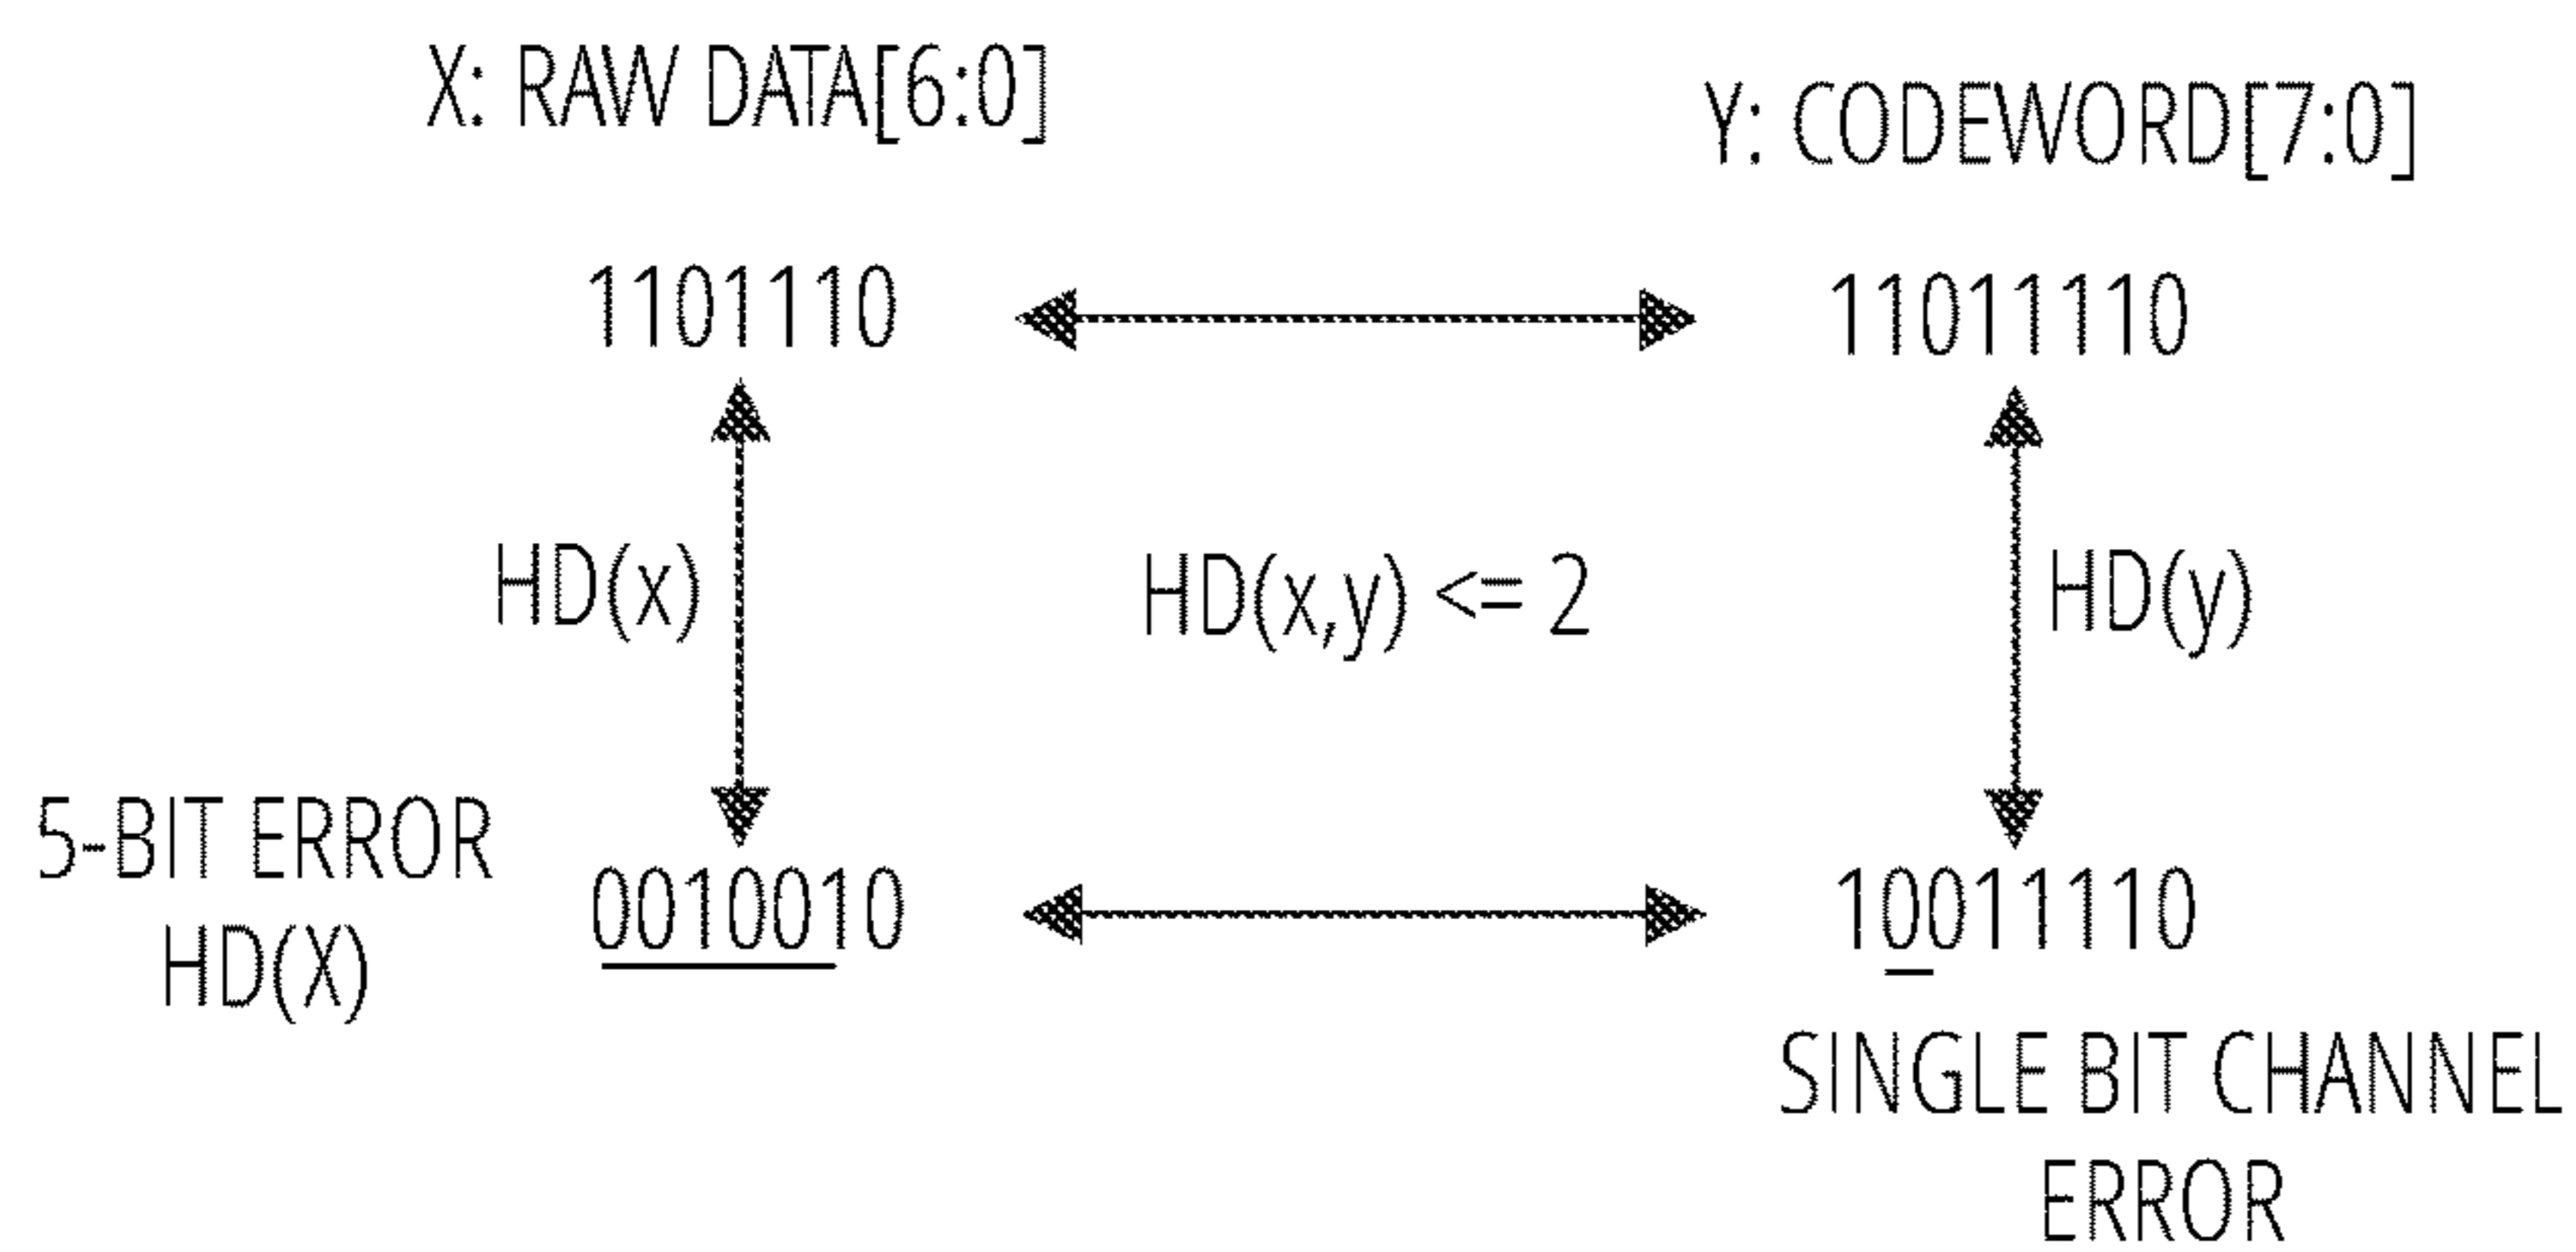 X: RAW DATA[6:0]
Y: CODEWORD[7:0]
1101110
11011110
HD(x)
HD(x,y) <= 2
HD(y)
5-BIT ERROR
HD(X)
0010010
10011110
SINGLE BIT CHANNEL
ERROR